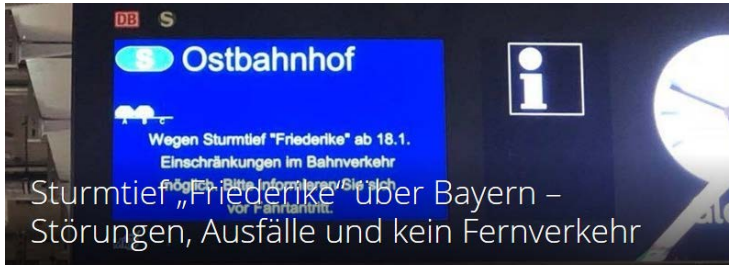 DB S
S Ostbahnhof
A B C
Wegen Sturmtief "Friederike" ab 18.1.
Einschränkungen im Bahnverkehr
möglich. Bitte informieren Sie sich
vor Fahrtantritt.
i
Sturmtief „Friederike“ über Bayern –
Störungen, Ausfälle und kein Fernverkehr